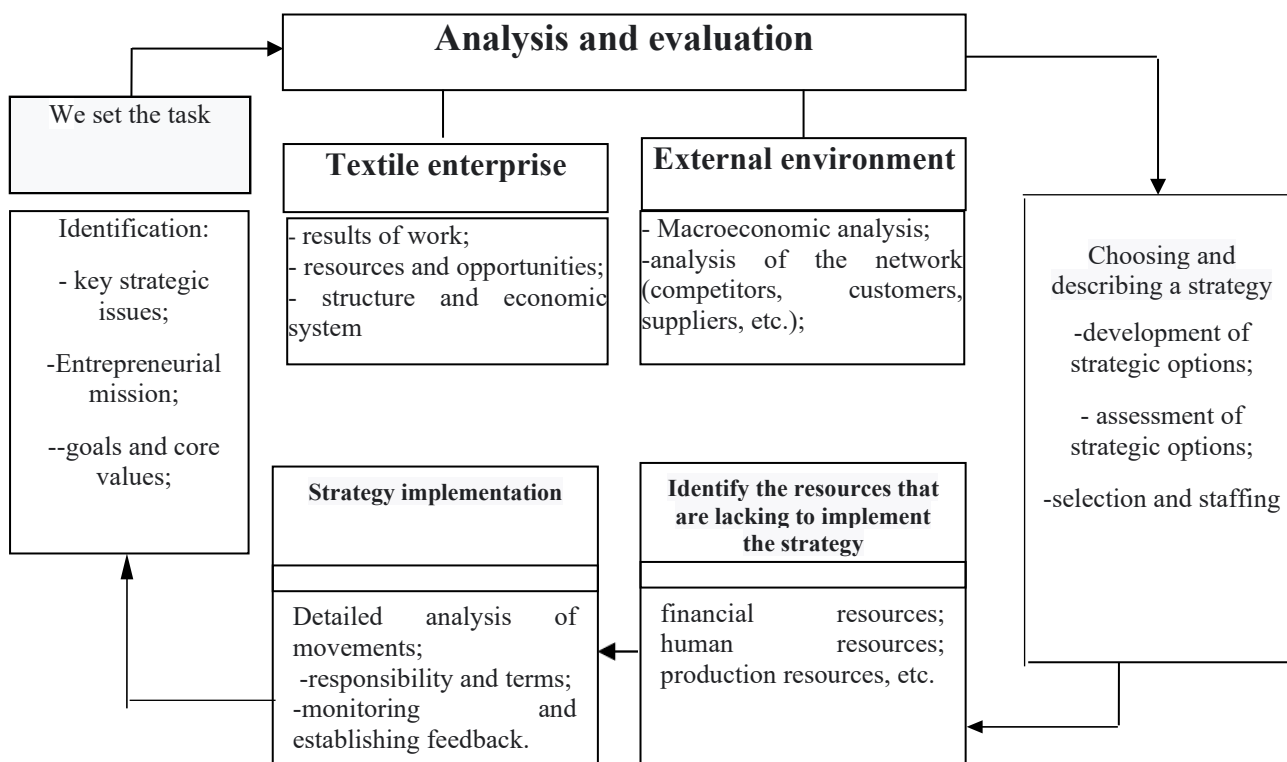 Analysis and evaluation
We set the task
Textile enterprise
External environment
Identification:
- key strategic
issues;
-Entrepreneurial
mission;
--goals and core
values;
- results of work;
- resources and opportunities;
- structure and economic
system
- Macroeconomic analysis;
-analysis of the network
(competitors, customers,
suppliers, etc.);
Choosing and
describing a strategy
-development of
strategic options;
- assessment of
strategic options;
-selection and staffing
Strategy implementation
Detailed analysis of
movements;
-responsibility and terms;
-monitoring and
establishing feedback.
Identify the resources that
are lacking to implement
the strategy
financial resources;
human resources;
production resources, etc.